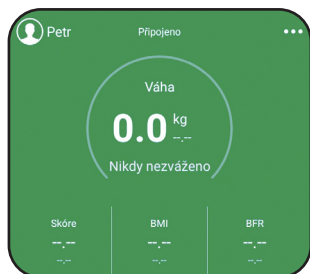 Petr
Připojeno
Váha
0.0 kg
--.--
Nikdy nezváženo
Skóre BMI BFR
--.-- --.-- --.--
--.-- --.-- --.--